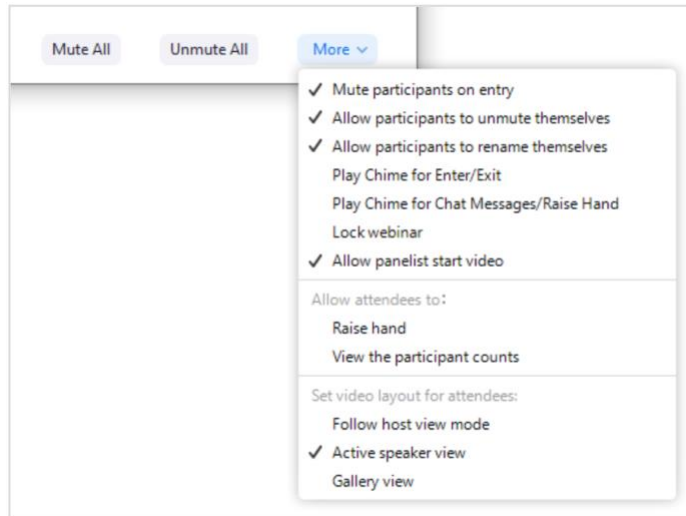 Mute All
Unmute All
More
Mute participants on entry
Allow participants to unmute themselves
Allow participants to rename themselves
Play Chime for Enter/Exit
Play Chime for Chat Messages/Raise Hand
Lock webinar
Allow panelist start video
Allow attendees to:
Raise hand
View the participant counts
Set video layout for attendees:
Follow host view mode
Active speaker view
Gallery view